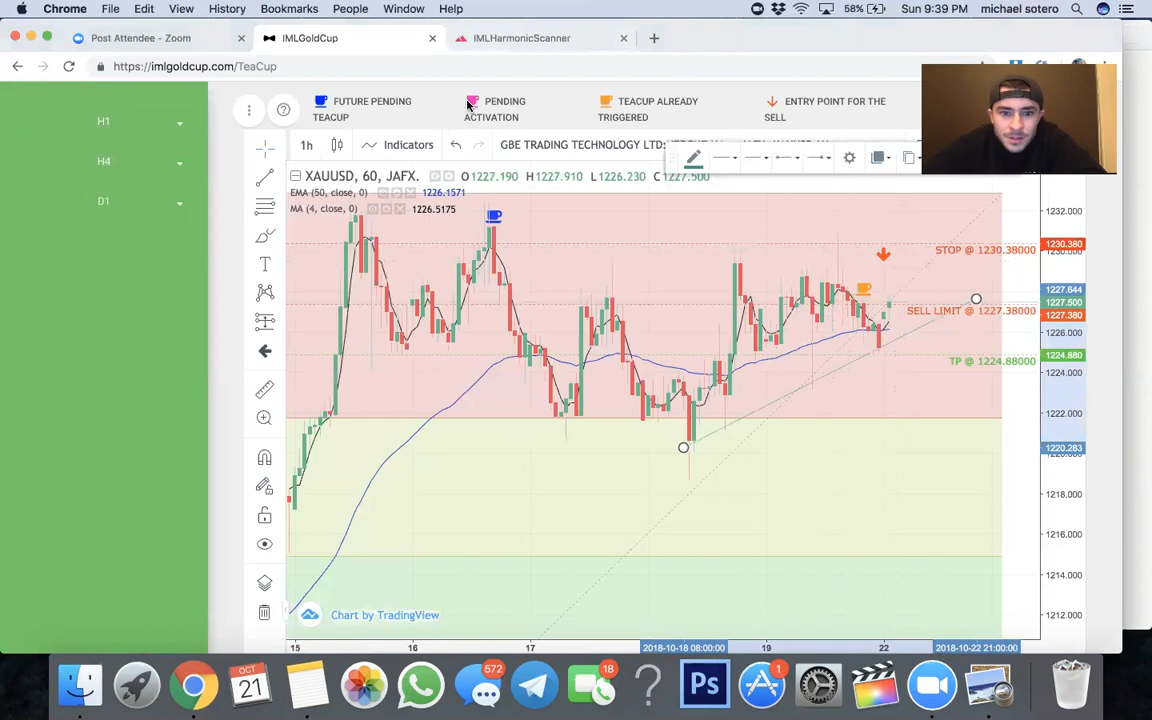 Chrome File Edit View History Bookmarks People Window Help 58% Sun 9:39 PM michael sotero
Post Attendee - Zoom IMLGoldCup IMLHarmonicScanner
https://imlgoldcup.com/TeaCup
FUTURE PENDING TEACUP
PENDING ACTIVATION
TEACUP ALREADY TRIGGERED
ENTRY POINT FOR THE SELL
H1
H4
D1
1h Indicators GBE TRADING TECHNOLOGY LTD:
XAUUSD, 60, JAFX. O 1227.190 H 1227.910 L 1226.230 C 1227.500
EMA (50, close, 0) 1226.1571
MA (4, close, 0) 1226.5175
1232.000
1230.380
STOP @ 1230.38000
1227.644
1227.500
SELL LIMIT @ 1227.38000
1227.380
1226.000
1224.880
TP @ 1224.88000
1224.000
1222.000
1220.283
1218.000
1216.000
1214.000
1212.000
Chart by TradingView
15 16 17 2018-10-18 08:00:00 19 22 2018-10-22 21:00:00
OCT
21
572
18
Ps
1